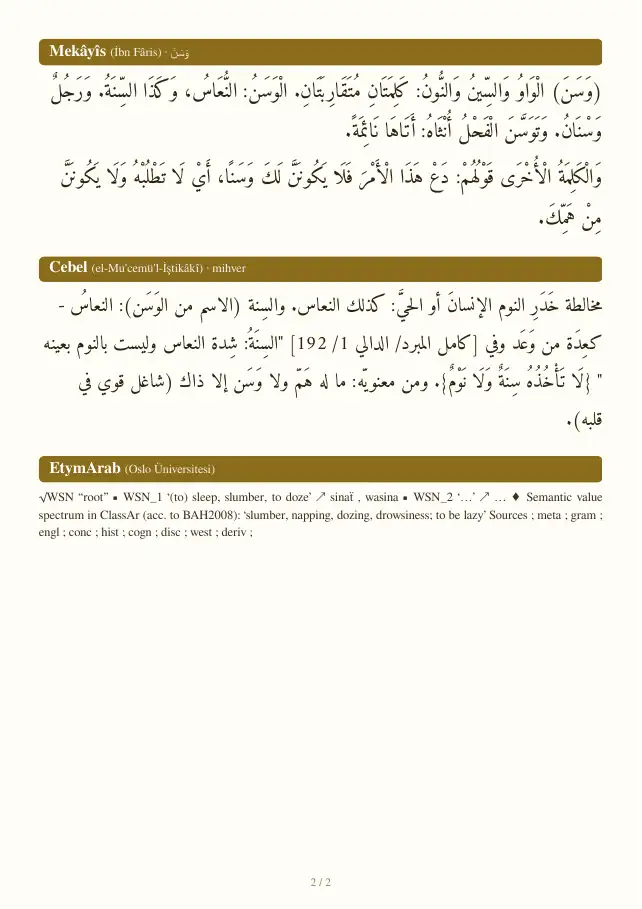 Mekâyîs (İbn Fâris) · وَسَنَ
(وَسَنَ) الْوَاوُ وَالسِّينُ وَالنُّونُ: كَلِمَتَانِ مُتَقَارِبَتَانِ. الْوَسَنُ: النُّعَاسُ، وَكَذَا السِّنَةُ. وَرَجُلٌ
وَسْنَانُ. وَتَوَسَّنَ الْفَحْلُ أُنْثَاهُ: أَتَاهَا نَائِمَةً.
وَالْكَلِمَةُ الْأُخْرَى قَوْلُهُمْ: دَعْ هَذَا الْأَمْرَ فَلَا يَكُونَنَّ لَكَ وَسَنًا، أَيْ لَا تَطْلُبْهُ وَلَا يَكُونَنَّ
مِنْ هَمِّكَ.
Cebel (el-Mu'cemü'l-İştikâkî) · mihver
مخالطة خَدَرِ النوم الإنسانَ أو الحيَّ: كذلك النعاس. والسِنة (الاسم من الوَسَن): النعاسُ -
كعِدَة من وَعَد وفي [كامل المبرد/ الدالي 1/ 192] "السِنَةُ: شِدة النعاس وليست بالنوم بعينه
" {لَا تَأْخُذُهُ سِنَةٌ وَلَا نَوْمٌ}. ومن معنويّه: ما له هَمّ ولا وَسَن إلا ذاك (شاغل قوي في
قلبه).
EtymArab (Oslo Üniversitesi)
√WSN “root” ▪ WSN_1 ‘(to) sleep, slumber, to doze’ ↗ sinaẗ , wasina ▪ WSN_2 ‘…’ ↗ … ♦ Semantic value
spectrum in ClassAr (acc. to BAH2008): ‘slumber, napping, dozing, drowsiness; to be lazy’ Sources ; meta ; gram ;
engl ; conc ; hist ; cogn ; disc ; west ; deriv ;
2 / 2